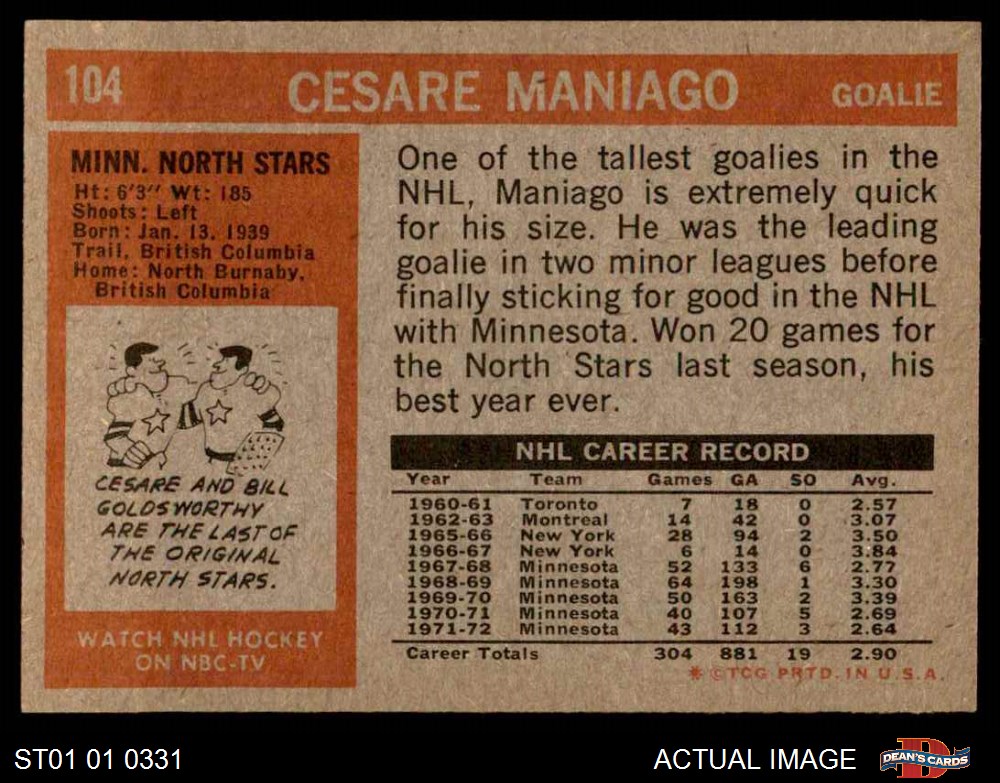 104
CESARE MANIAGO
GOALIE
MINN. NORTH STARS
Ht: 6'3" Wt: 185
Shoots: Left
Born: Jan. 13, 1939
Trail, British Columbia
Home: North Burnaby,
British Columbia
CESARE AND BILL
GOLDSWORTHY
ARE THE LAST OF
THE ORIGINAL
NORTH STARS.
WATCH NHL HOCKEY
ON NBC-TV
One of the tallest goalies in the
NHL, Maniago is extremely quick
for his size. He was the leading
goalie in two minor leagues before
finally sticking for good in the NHL
with Minnesota. Won 20 games for
the North Stars last season, his
best year ever.
NHL CAREER RECORD
Year Team Games GA SO Avg.
1960-61 Toronto 7 18 0 2.57
1962-63 Montreal 14 42 0 3.07
1965-66 New York 28 94 2 3.50
1966-67 New York 6 14 0 3.84
1967-68 Minnesota 52 133 6 2.77
1968-69 Minnesota 64 198 1 3.30
1969-70 Minnesota 50 163 2 3.39
1970-71 Minnesota 40 107 5 2.69
1971-72 Minnesota 43 112 3 2.64
Career Totals 304 881 19 2.90
* ©TCG PRTD. IN U.S.A.
ST01 01 0331
ACTUAL IMAGE
D
DEAN'S CARDS